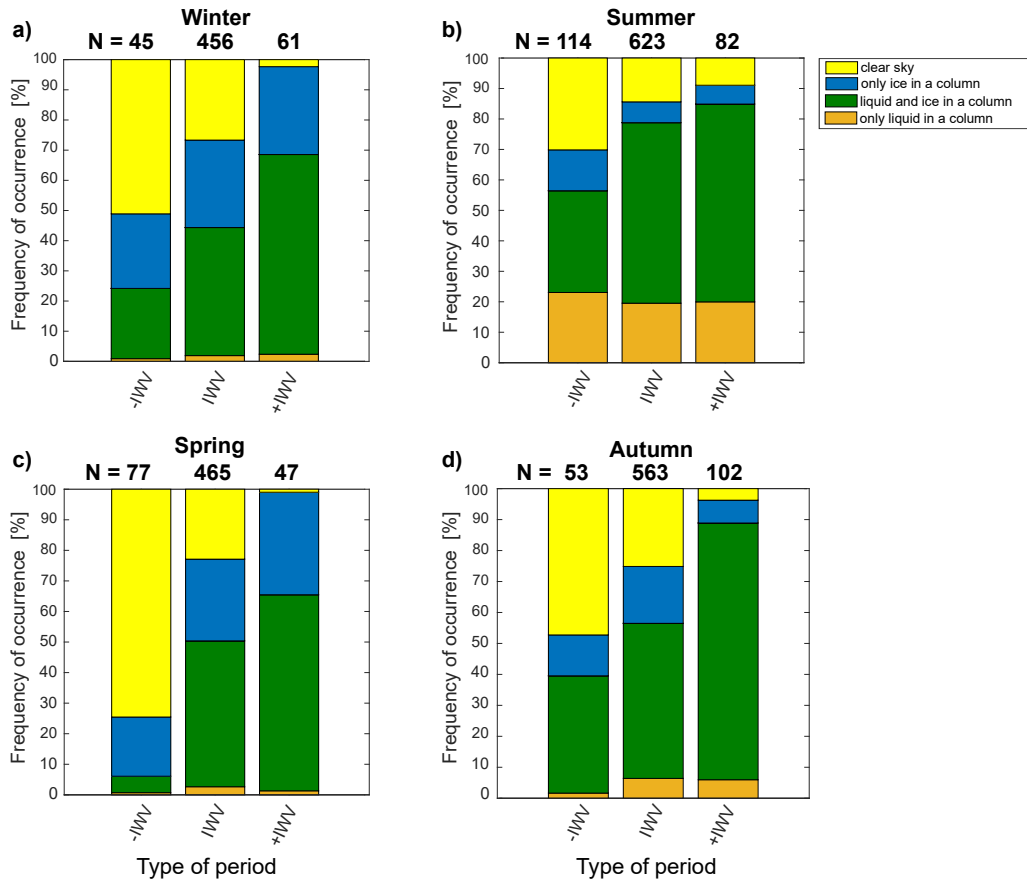 a)
Winter
N = 45 456 61
Frequency of occurrence [%]
100
90
80
70
60
50
40
30
20
10
0
-IWV
IWV
+IWV
b)
Summer
N = 114 623 82
Frequency of occurrence [%]
100
90
80
70
60
50
40
30
20
10
0
-IWV
IWV
+IWV
clear sky
only ice in a column
liquid and ice in a column
only liquid in a column
c)
Spring
N = 77 465 47
Frequency of occurrence [%]
100
90
80
70
60
50
40
30
20
10
0
-IWV
IWV
+IWV
Type of period
d)
Autumn
N = 53 563 102
Frequency of occurrence [%]
100
90
80
70
60
50
40
30
20
10
0
-IWV
IWV
+IWV
Type of period